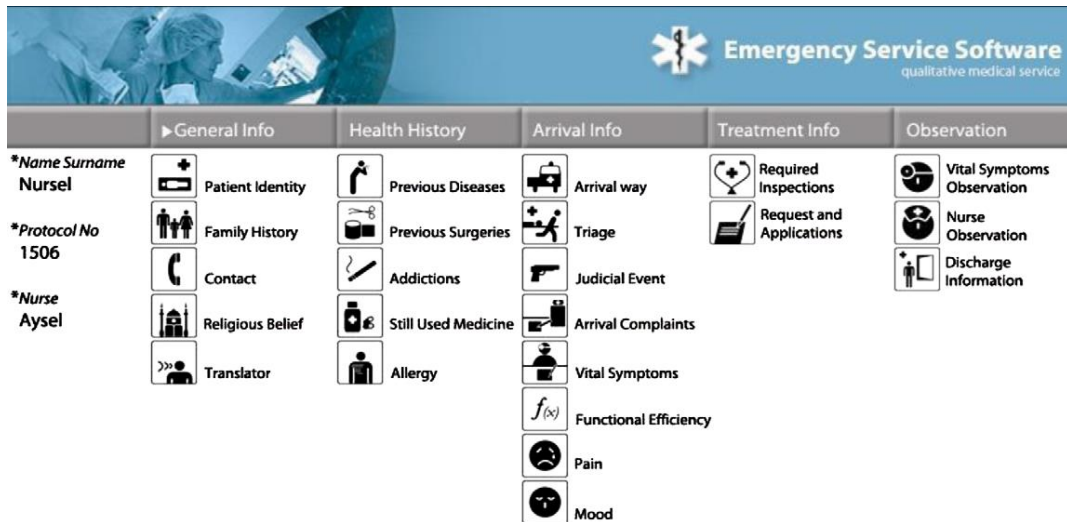 Emergency Service Software
qualitative medical service
▶General Info
Health History
Arrival Info
Treatment Info
Observation
*Name Surname
Nursel
*Protocol No
1506
*Nurse
Aysel
Patient Identity
Family History
Contact
Religious Belief
Translator
Previous Diseases
Previous Surgeries
Addictions
Still Used Medicine
Allergy
Arrival way
Triage
Judicial Event
Arrival Complaints
Vital Symptoms
f(x)
Functional Efficiency
Pain
Mood
Required
Inspections
Request and
Applications
Vital Symptoms
Observation
Nurse
Observation
Discharge
Information